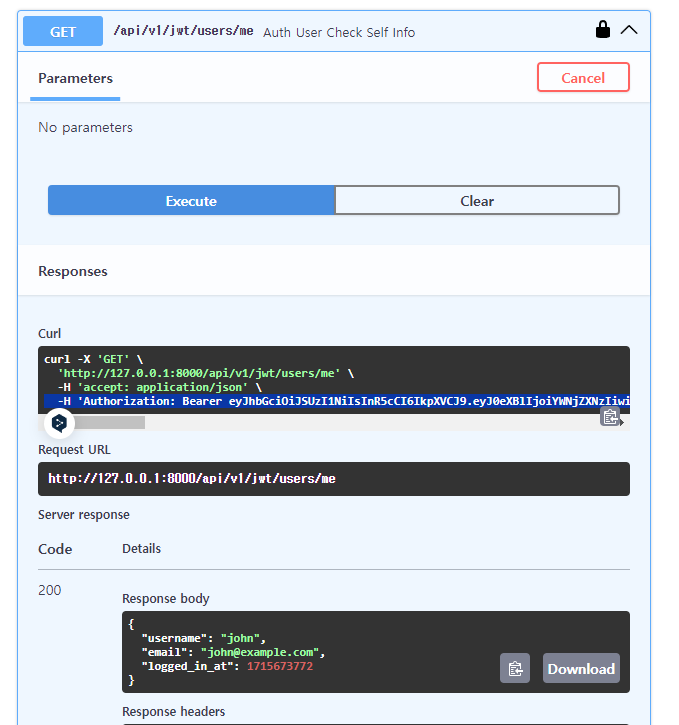 GET /api/v1/jwt/users/me Auth User Check Self Info
Parameters Cancel
No parameters
Execute Clear
Responses
Curl
curl -X 'GET' \
'http://127.0.0.1:8000/api/v1/jwt/users/me' \
-H 'accept: application/json' \
-H 'Authorization: Bearer eyJhbGciOiJSUzI1NiIsInR5cCI6IkpXVCJ9.eyJ0eXBlIjoiYWNjZXNzIiwi
Request URL
http://127.0.0.1:8000/api/v1/jwt/users/me
Server response
Code Details
200
Response body
{
"username": "john",
"email": "john@example.com",
"logged_in_at": 1715673772
}
Download
Response headers